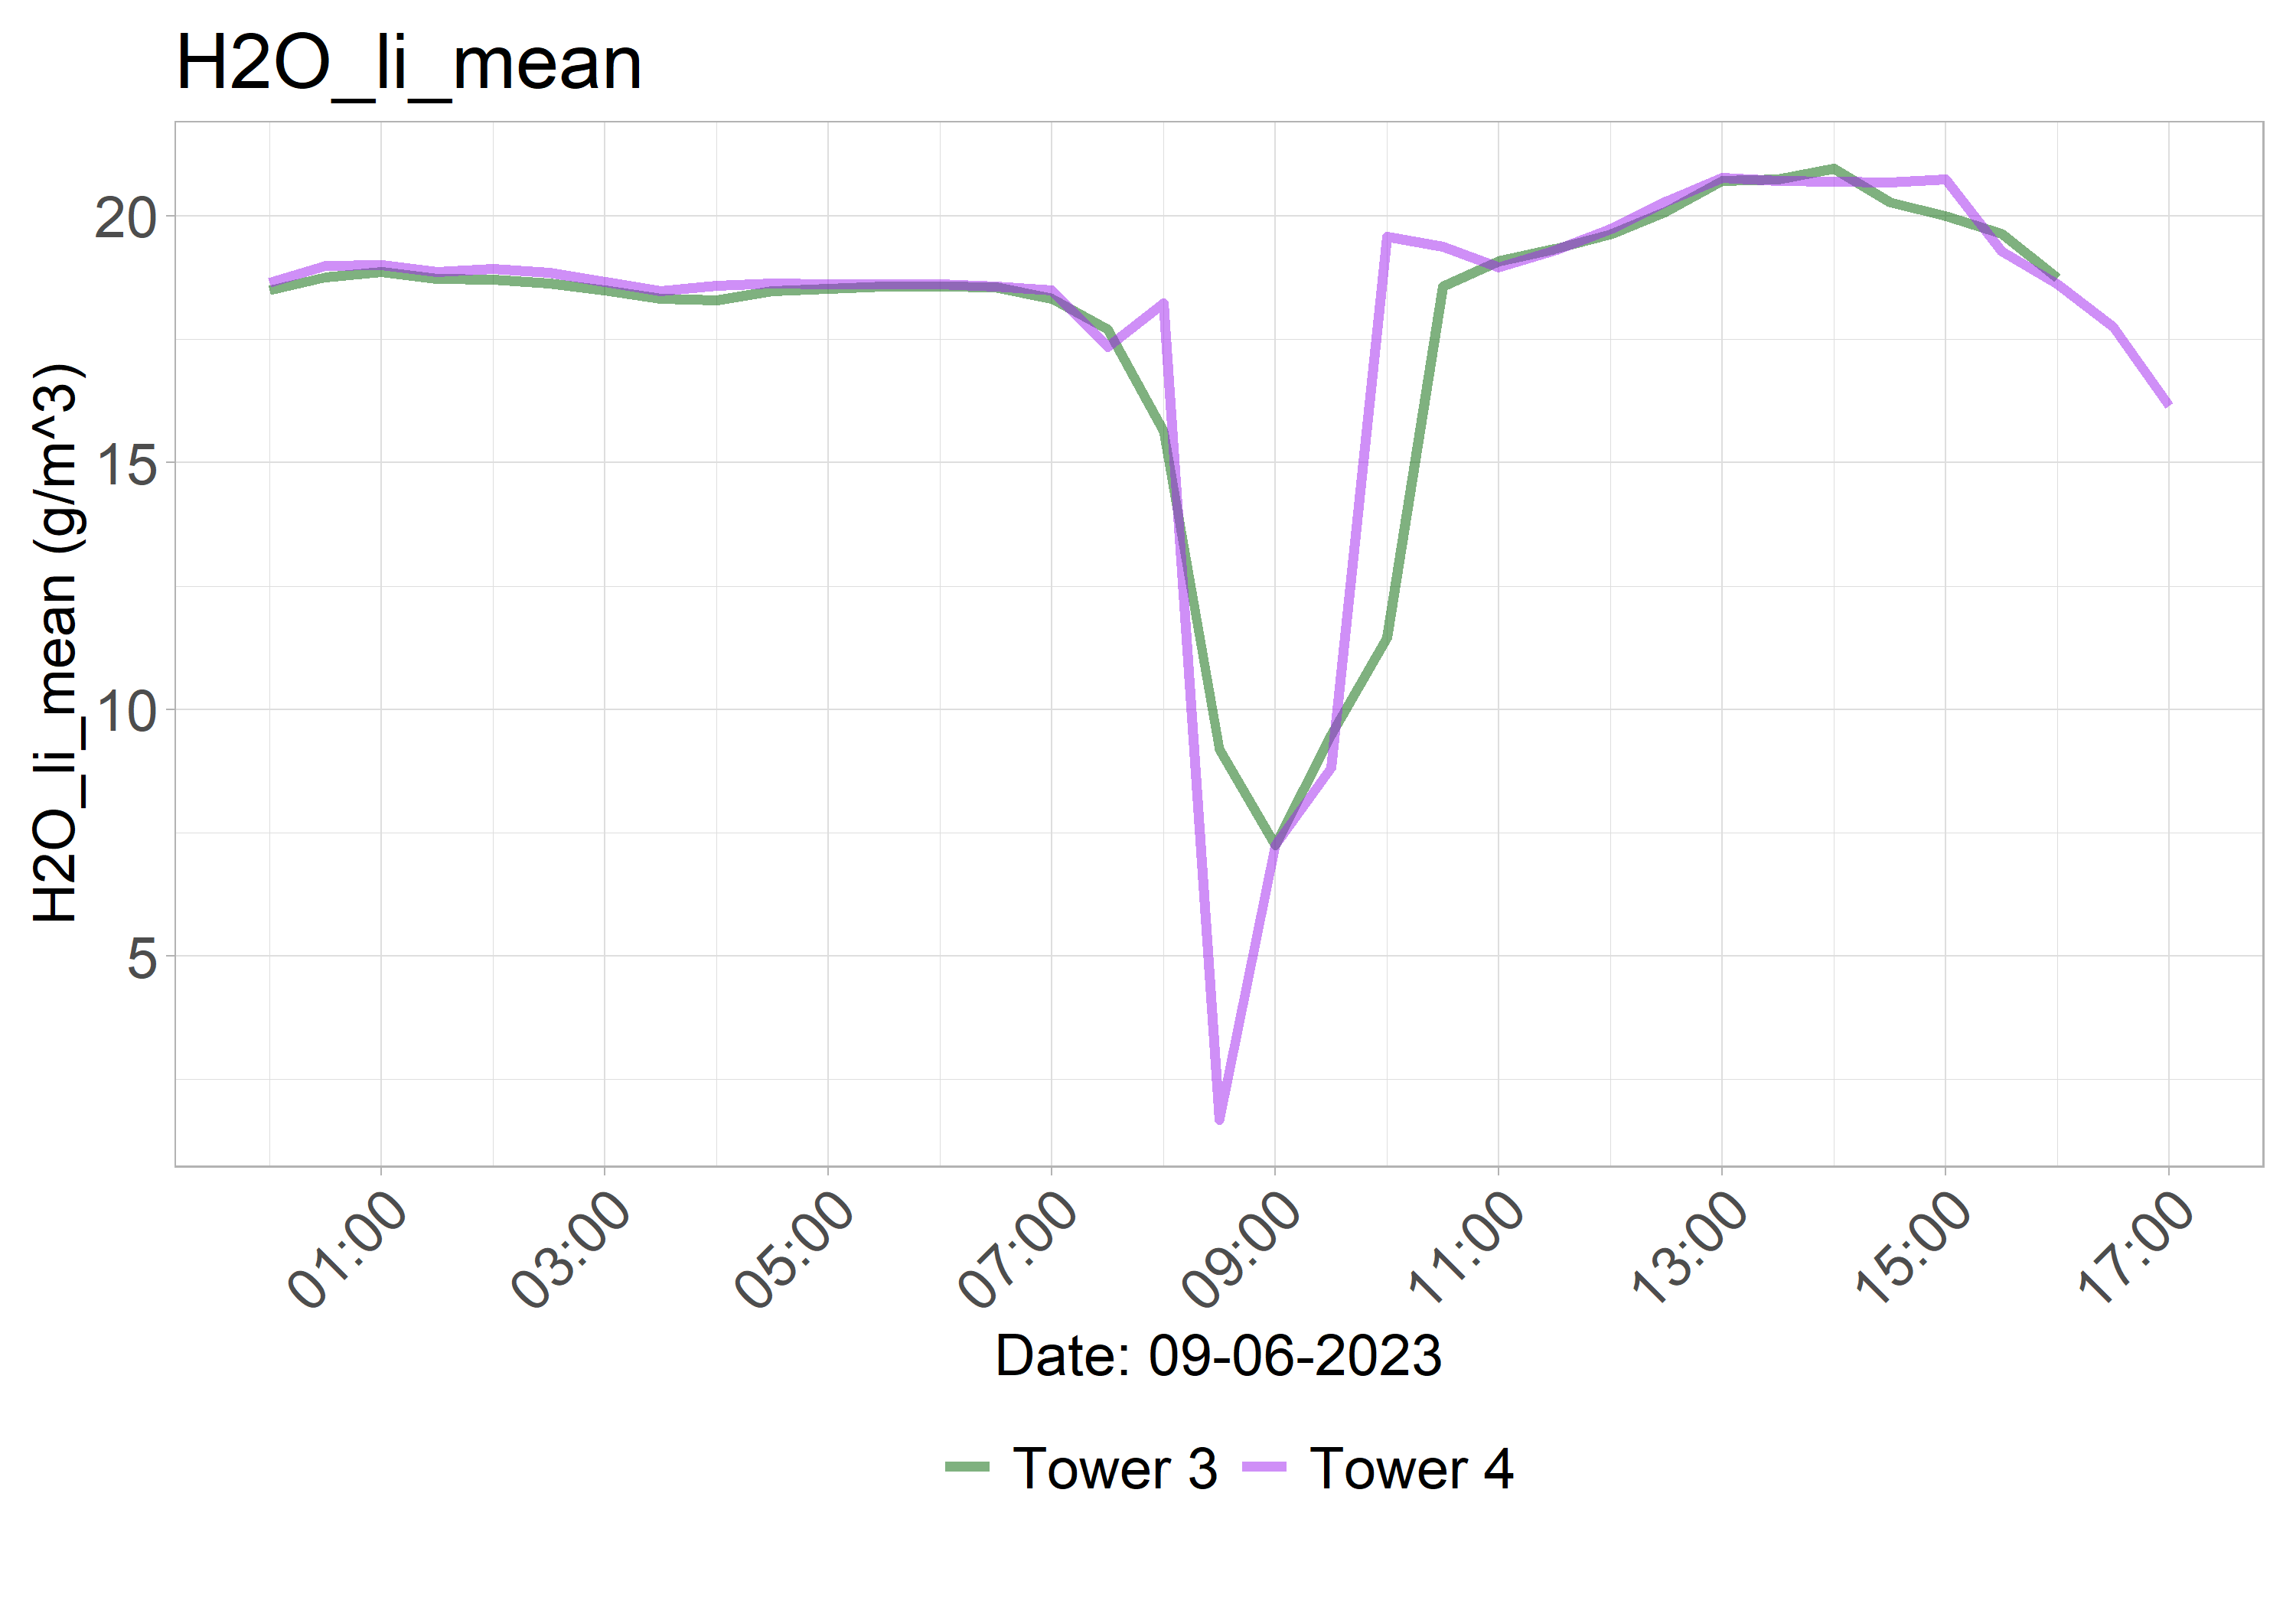 H2O_li_mean
H2O_li_mean (g/m^3)
20
15
10
5
01:00 03:00 05:00 07:00 09:00 11:00 13:00 15:00 17:00
Date: 09-06-2023
Tower 3 Tower 4